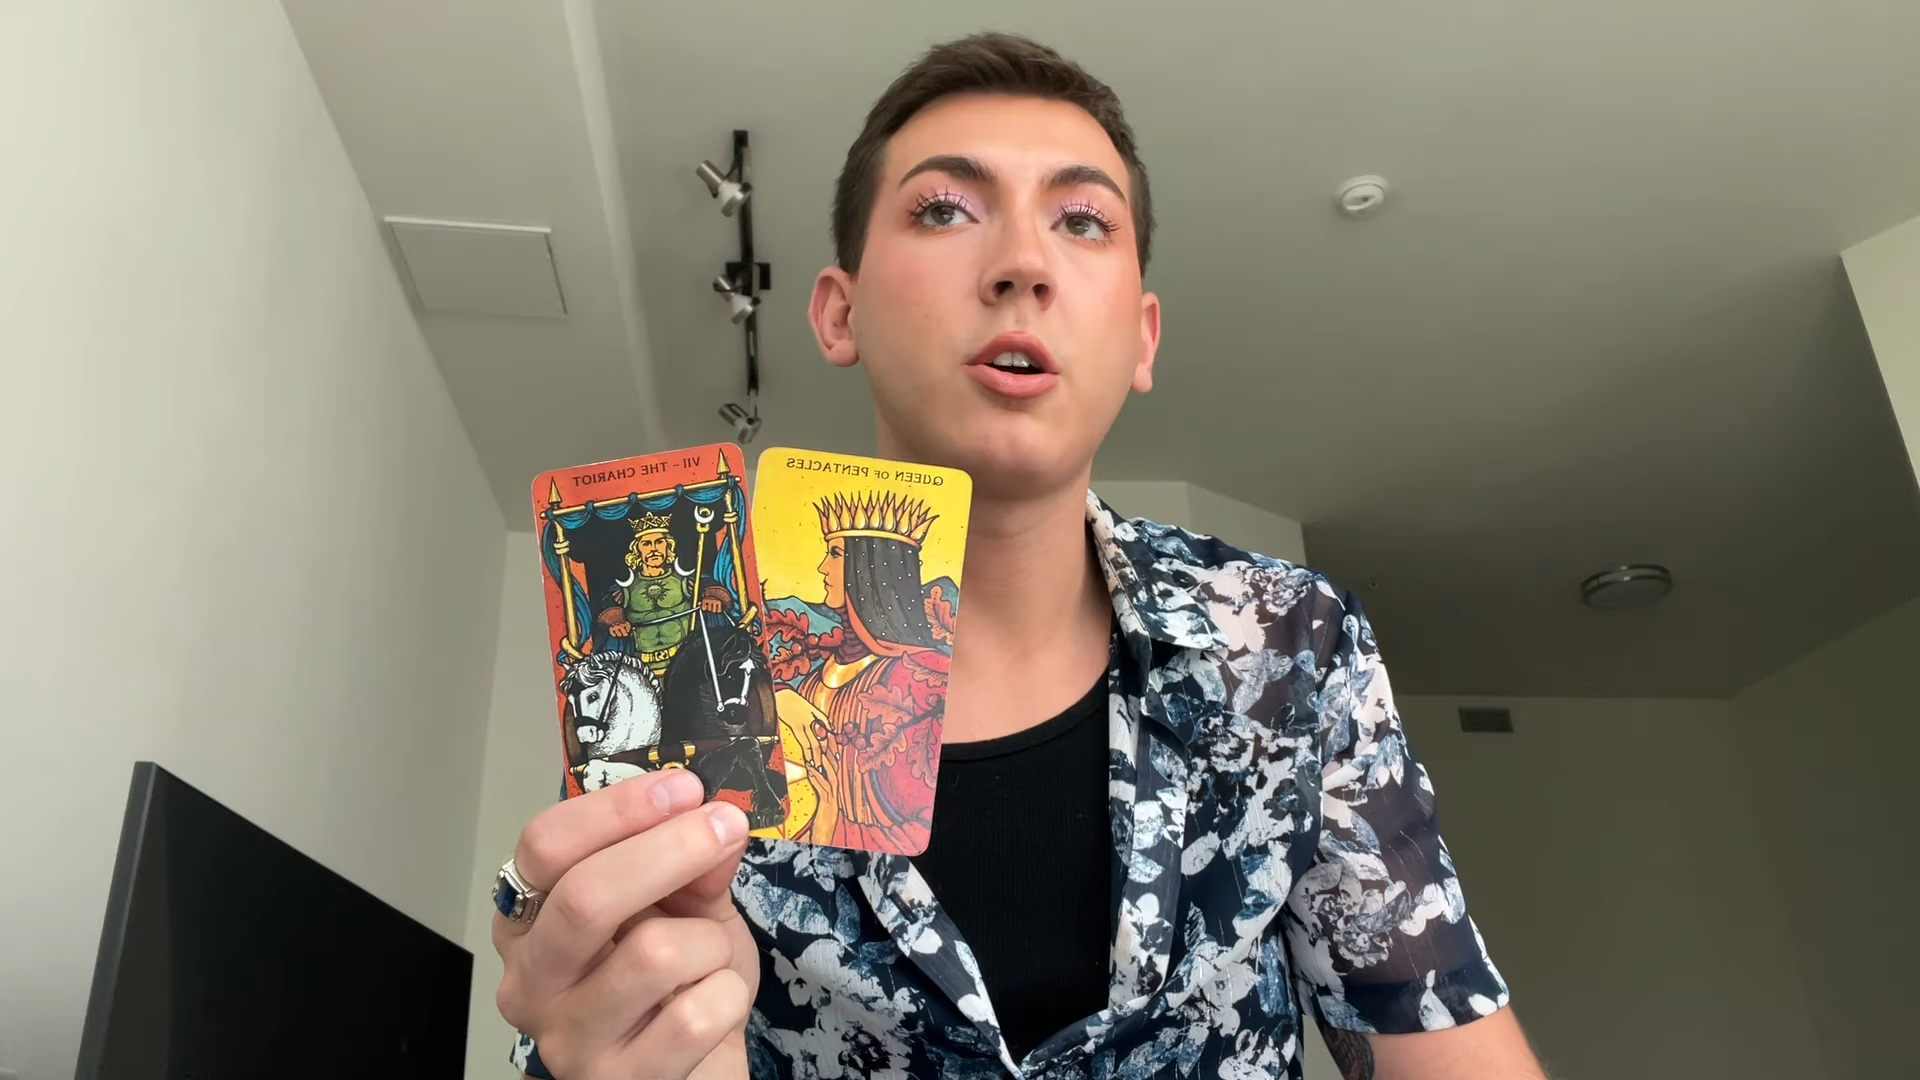 VII – THE CHARIOT
QUEEN OF PENTACLES